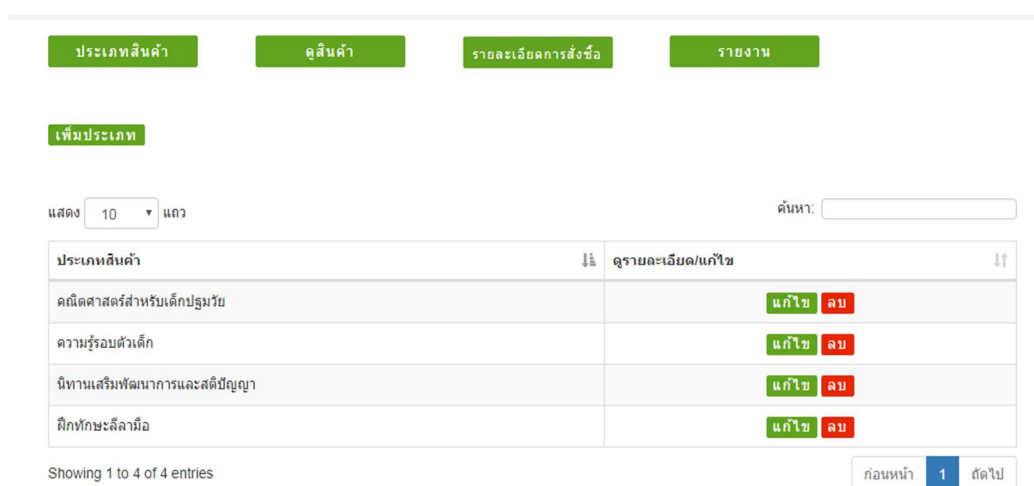 ประเภทสินค้า ดูสินค้า รายละเอียดการสั่งซื้อ รายงาน
เพิ่มประเภท
แสดง 10 แถว ค้นหา:
ประเภทสินค้า ดูรายละเอียด/แก้ไข
คณิตศาสตร์สำหรับเด็กปฐมวัย แก้ไข ลบ
ความรู้รอบตัวเด็ก แก้ไข ลบ
นิทานเสริมพัฒนาการและสติปัญญา แก้ไข ลบ
ฝึกทักษะลีลามือ แก้ไข ลบ
Showing 1 to 4 of 4 entries ก่อนหน้า 1 ถัดไป